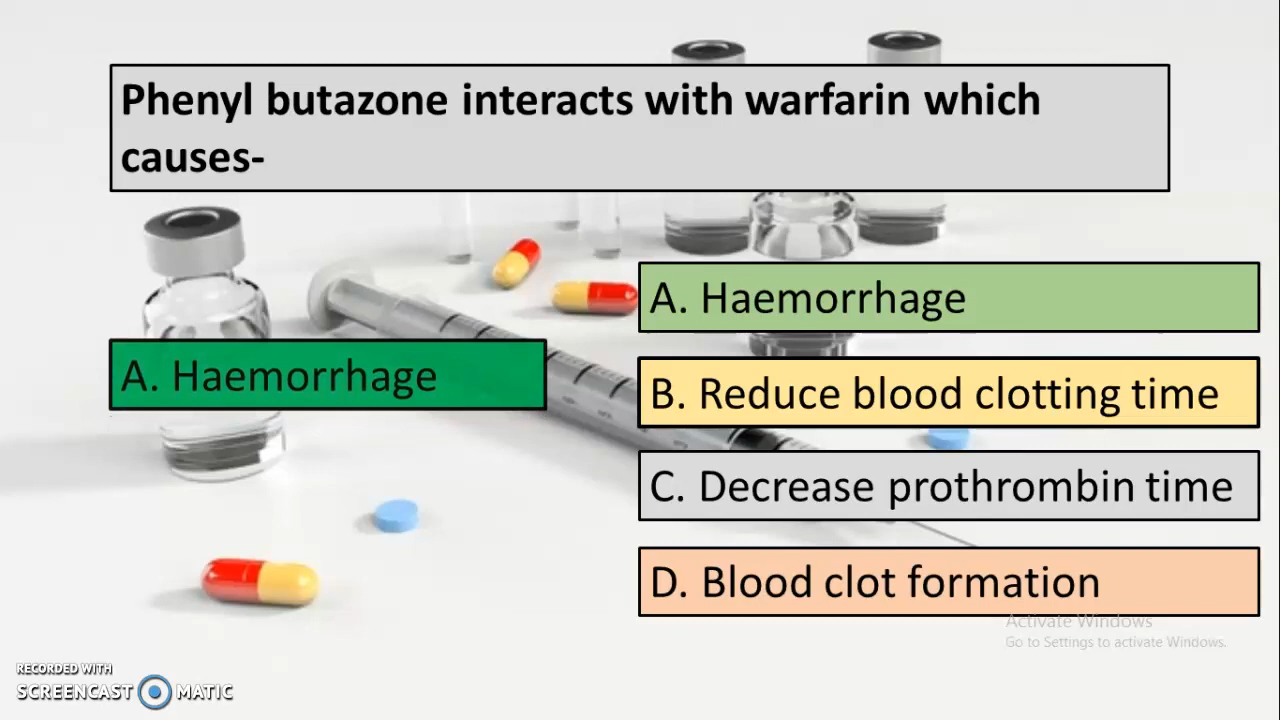 Phenyl butazone interacts with warfarin which
causes-
A. Haemorrhage
A. Haemorrhage
B. Reduce blood clotting time
C. Decrease prothrombin time
D. Blood clot formation
Activate Windows
Go to Settings to activate Windows.
RECORDED WITH
SCREENCAST MATIC